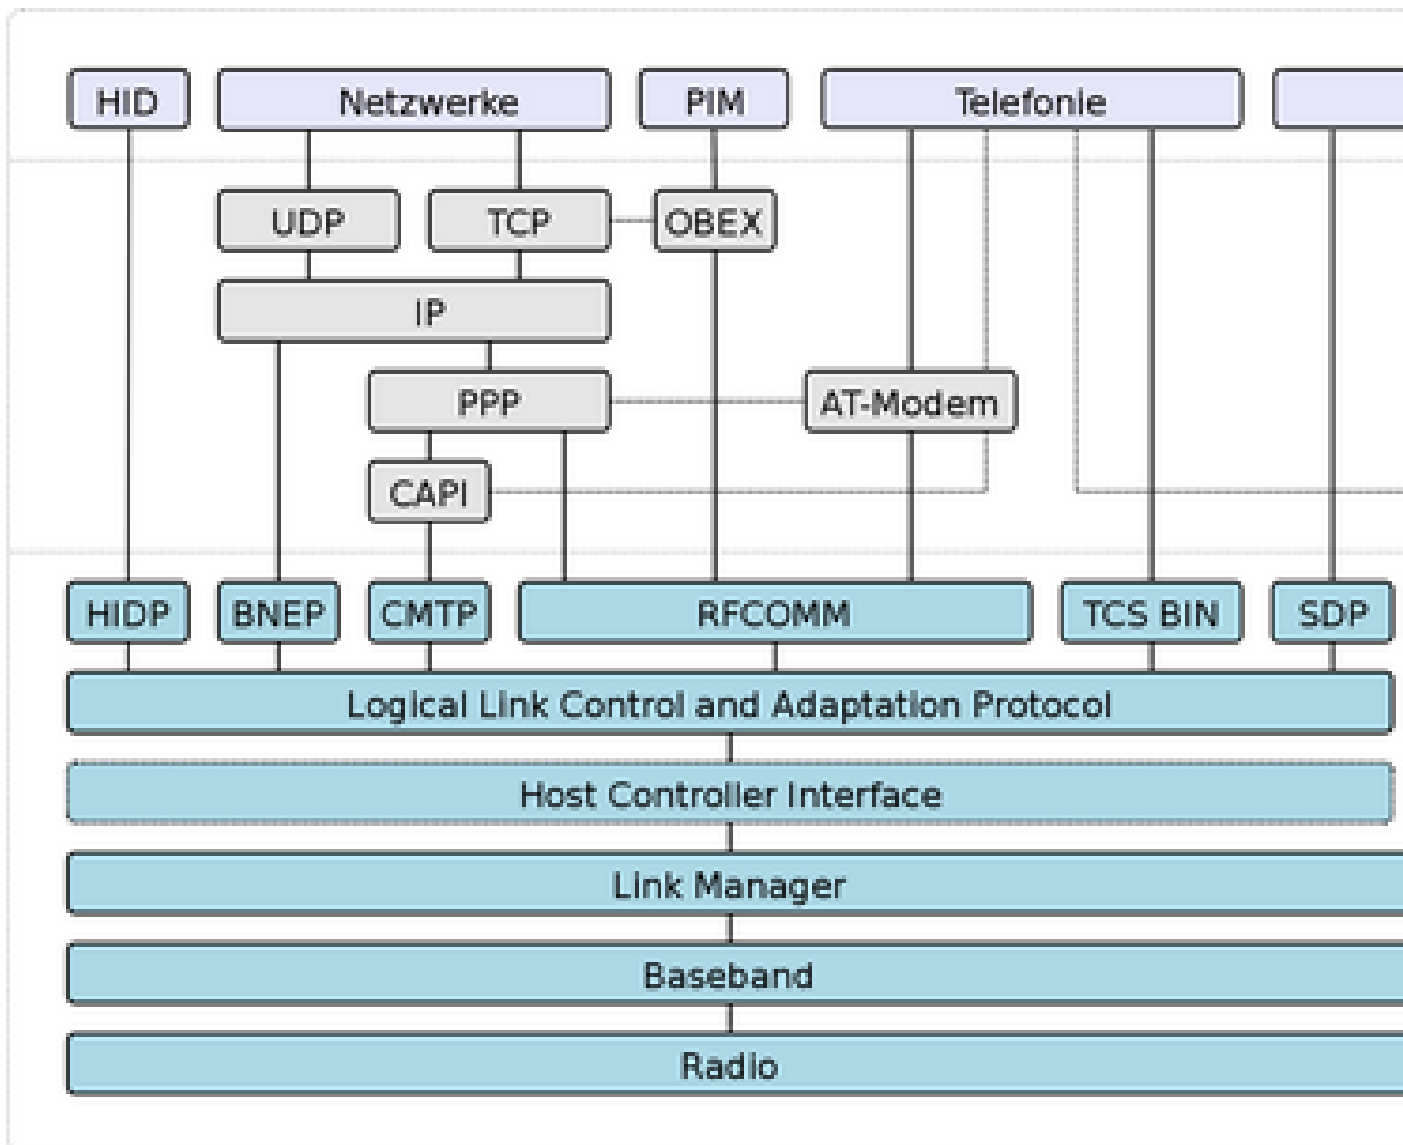 HID
Netzwerke
PIM
Telefonie
UDP
TCP
OBEX
IP
PPP
AT-Modem
CAPI
HIDP
BNEP
CMTP
RFCOMM
TCS BIN
SDP
Logical Link Control and Adaptation Protocol
Host Controller Interface
Link Manager
Baseband
Radio